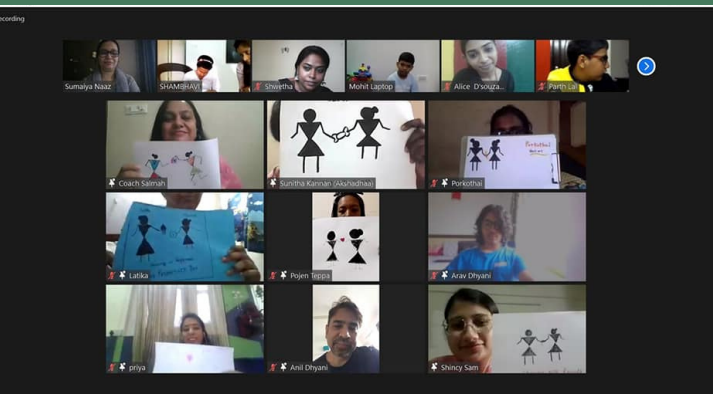 ecording
Sumaiya Naaz
SHAMBHAVI
Shwetha
Mohit Laptop
Alice D'souza...
Parth Lal
Coach Salmah
Sunitha Kannan (Akshadhaa)
Porkothai
Porkothai
Latika
Pojen Teppa
Arav Dhyani
priya
Anil Dhyani
Shincy Sam